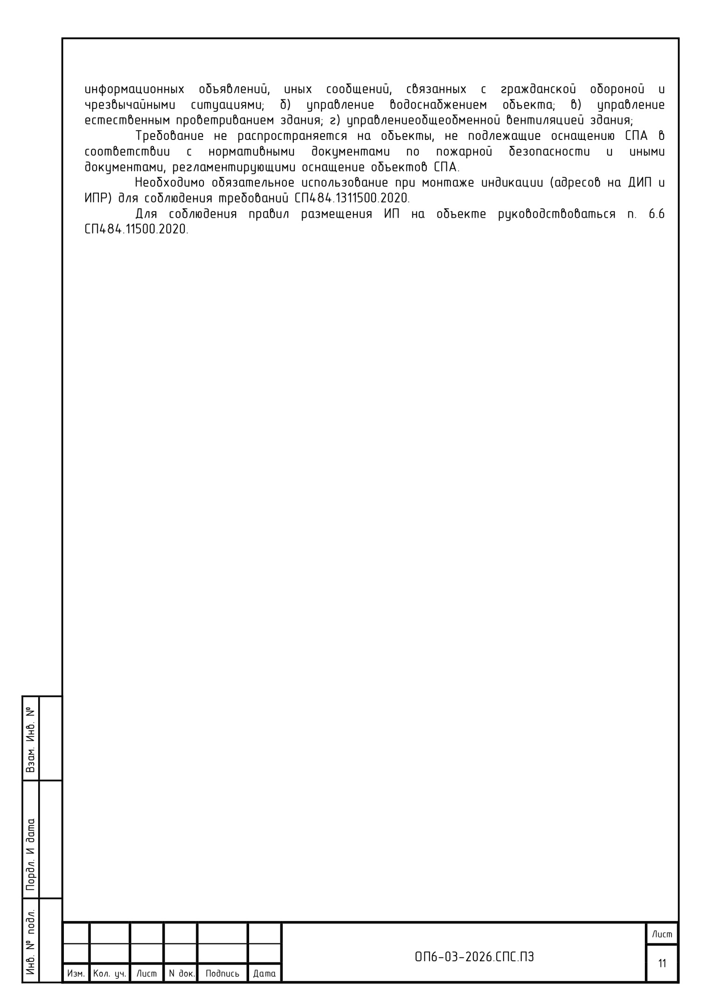 информационных объявлений, иных сообщений, связанных с гражданской обороной и
чрезвычайными ситуациями; б) управление водоснабжением объекта; в) управление
естественным проветриванием здания; г) управлениеобщеобменной вентиляцией здания;
Требование не распространяется на объекты, не подлежащие оснащению СПА в
соответствии с нормативными документами по пожарной безопасности и иными
документами, регламентирующими оснащение объектов СПА.
Необходимо обязательное использование при монтаже индикации (адресов на ДИП и
ИПР) для соблюдения требований СП484.1311500.2020.
Для соблюдения правил размещения ИП на объекте руководствоваться п. 6.6
СП484.11500.2020.
Взам. Инв. №
Пордл. И дата
Инв. № подл.
Изм. Кол. уч. Лист N док. Подпись Дата
ОП6-03-2026.СПС.ПЗ
Лист
11